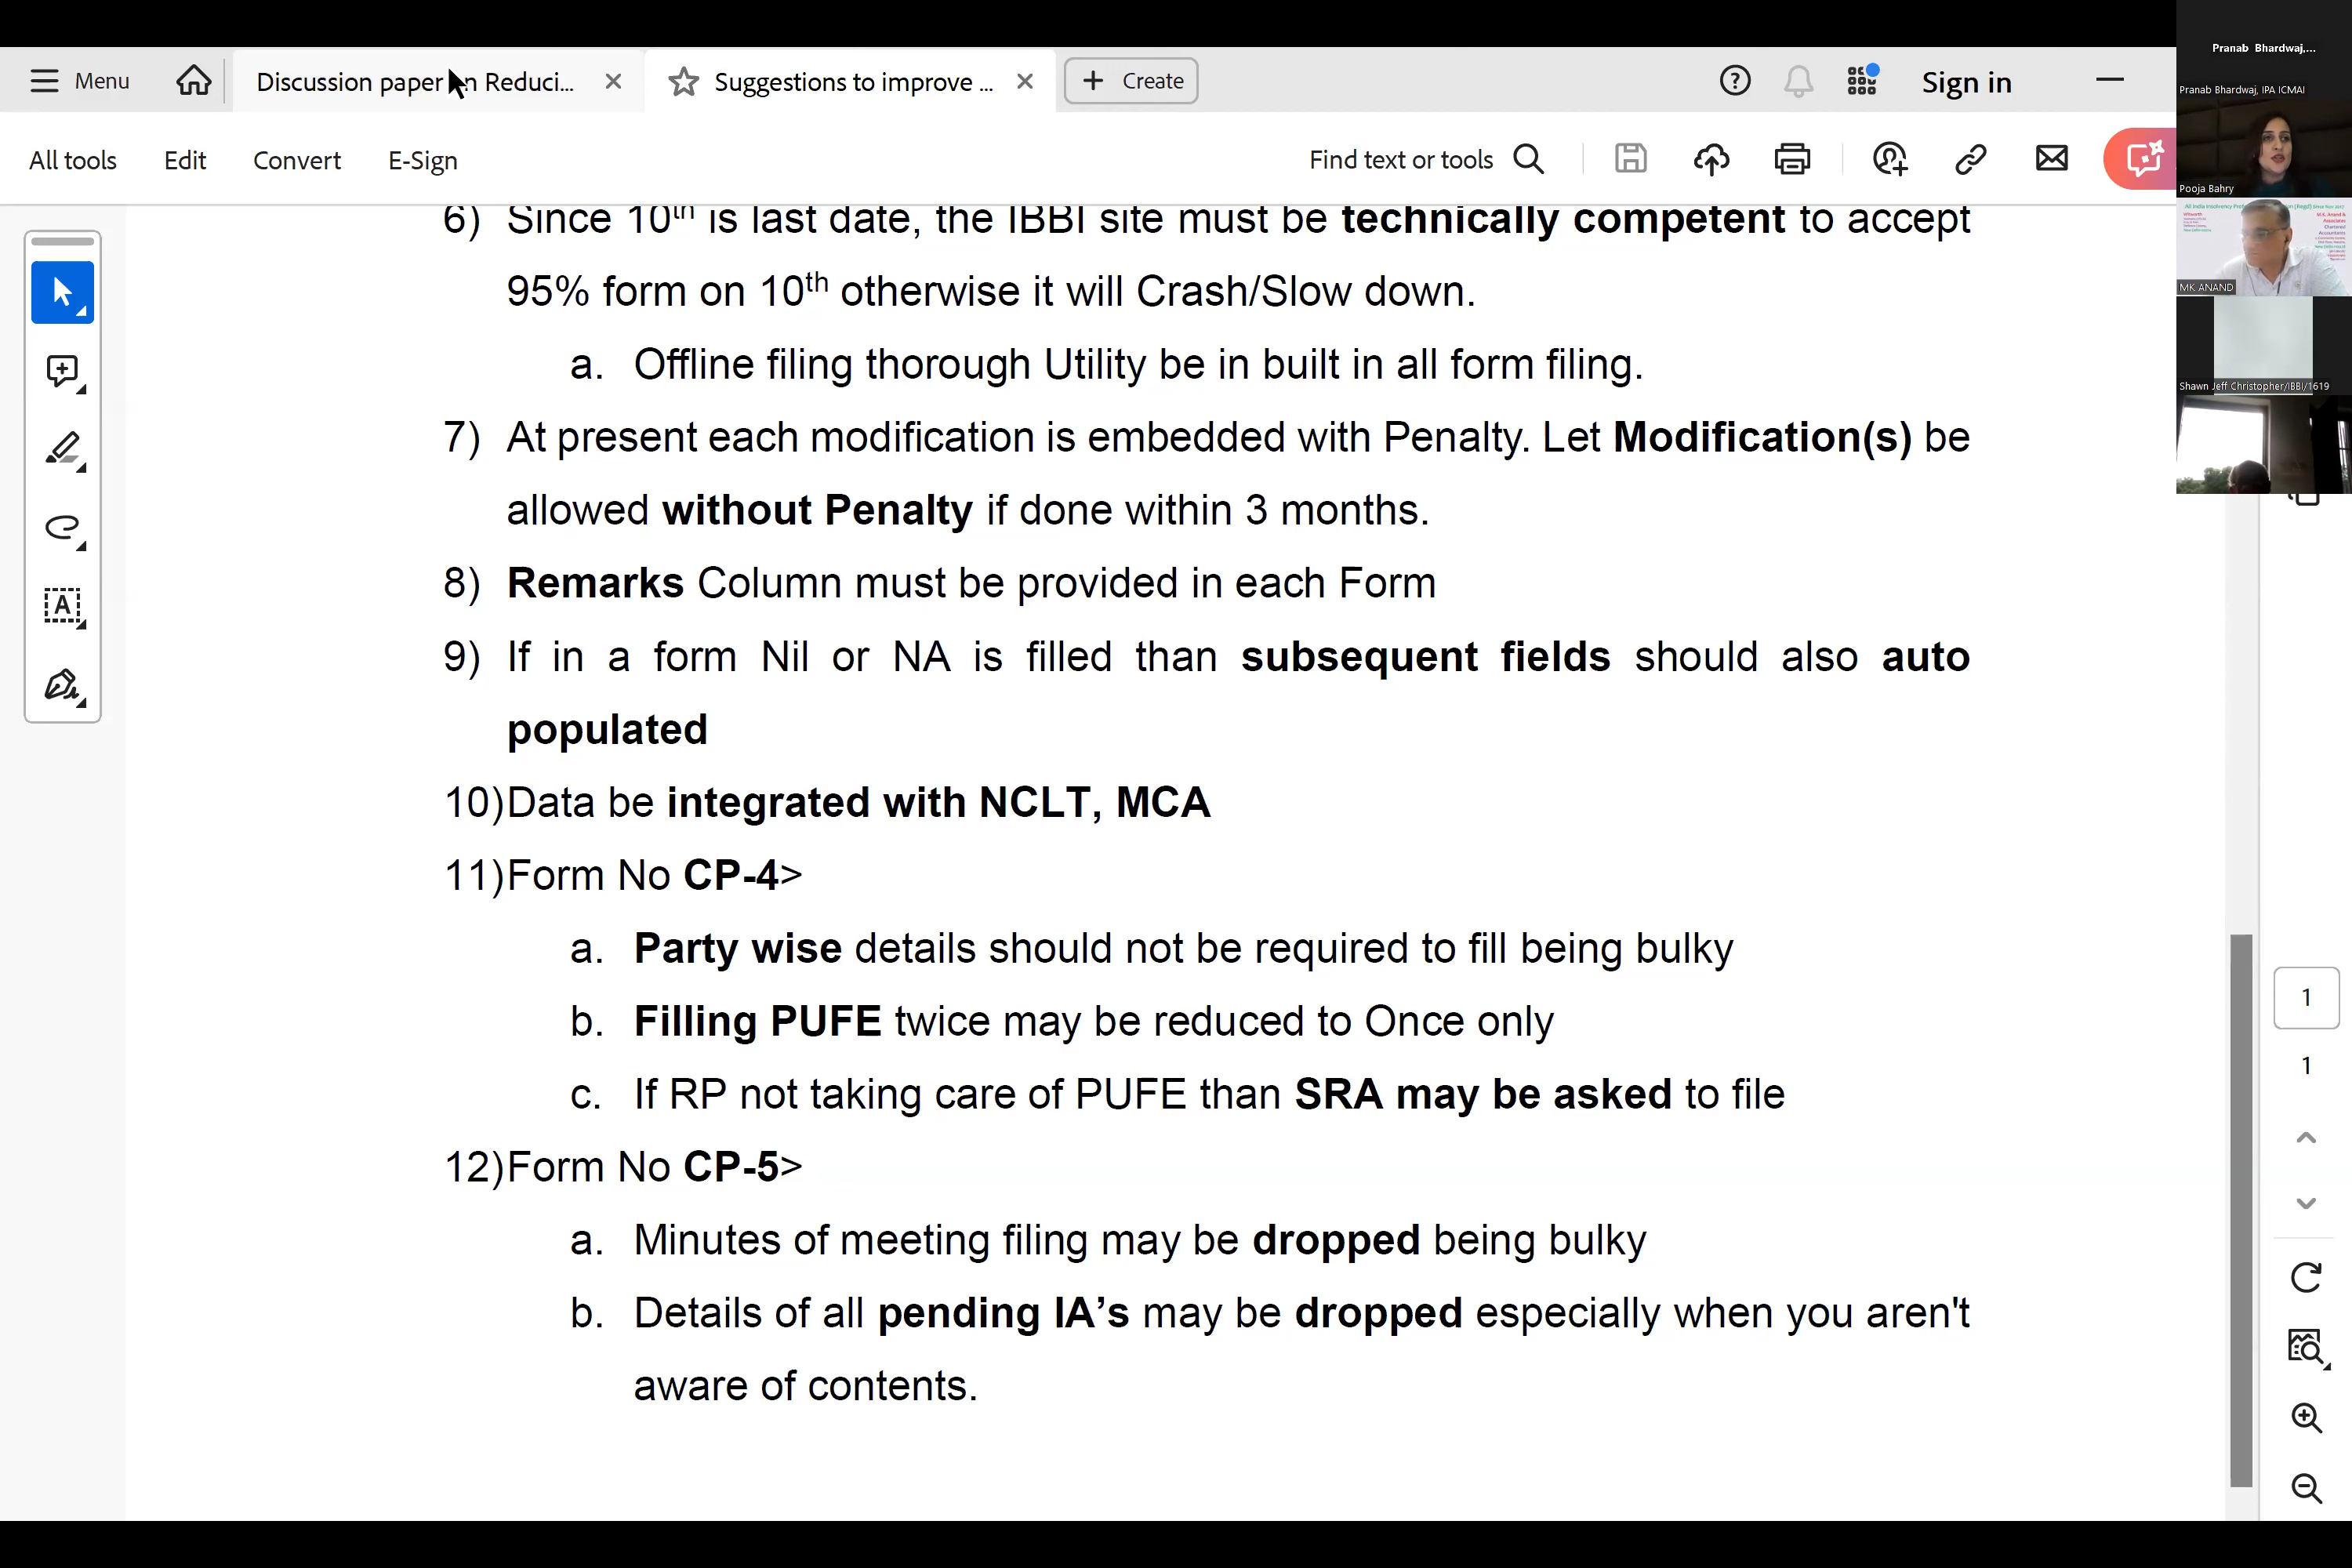 Menu
Discussion paper n Reduci...
Suggestions to improve ...
Create
Sign in
All tools
Edit
Convert
E-Sign
Find text or tools
Pranab Bhardwaj,...
Pranab Bhardwaj, IPA ICMAI
Pooja Bahry
MK ANAND
Shawn Jeff Christopher/IBBI/1619
6) Since 10th is last date, the IBBI site must be technically competent to accept
95% form on 10th otherwise it will Crash/Slow down.
a. Offline filing thorough Utility be in built in all form filing.
7) At present each modification is embedded with Penalty. Let Modification(s) be
allowed without Penalty if done within 3 months.
8) Remarks Column must be provided in each Form
9) If in a form Nil or NA is filled than subsequent fields should also auto
populated
10)Data be integrated with NCLT, MCA
11)Form No CP-4>
a. Party wise details should not be required to fill being bulky
b. Filling PUFE twice may be reduced to Once only
c. If RP not taking care of PUFE than SRA may be asked to file
12)Form No CP-5>
a. Minutes of meeting filing may be dropped being bulky
b. Details of all pending IA's may be dropped especially when you aren't
aware of contents.
1
1